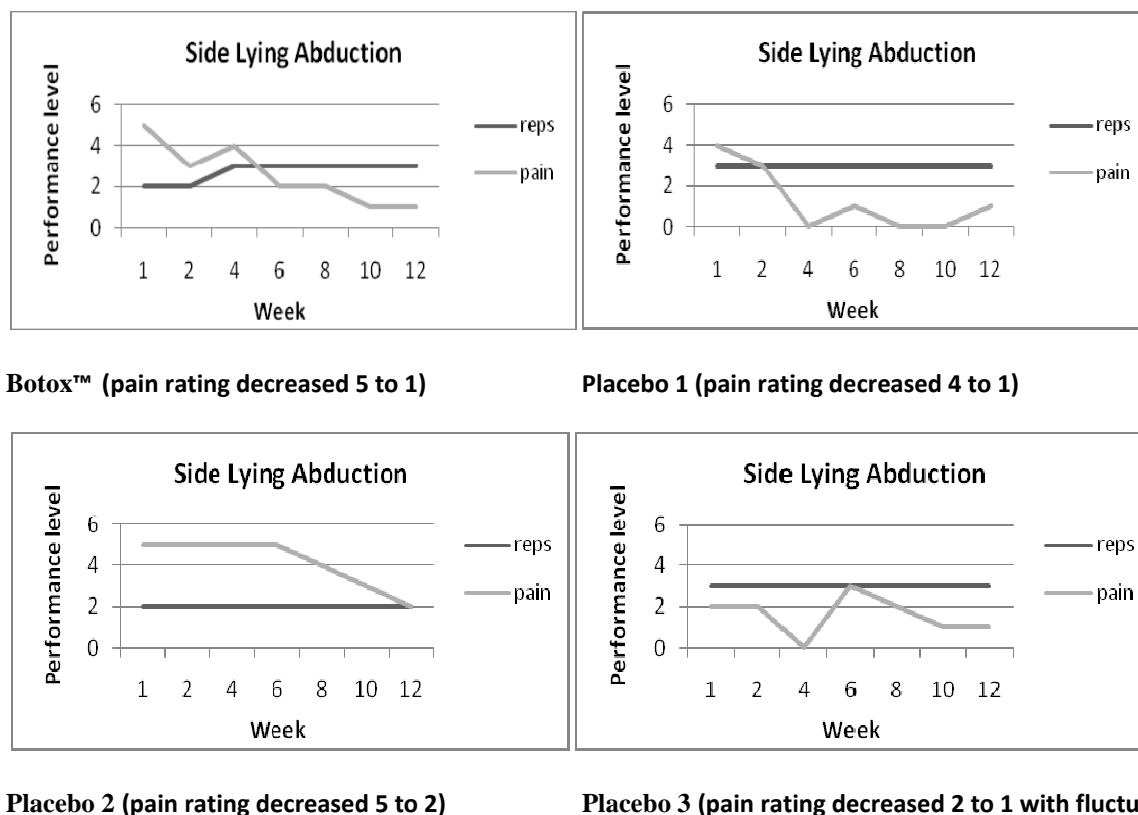 Side Lying Abduction
Performance level
6
4
2
0
1 2 4 6 8 10 12
Week
reps
pain
Side Lying Abduction
Performance level
6
4
2
0
1 2 4 6 8 10 12
Week
reps
pain
Botox™ (pain rating decreased 5 to 1)
Placebo 1 (pain rating decreased 4 to 1)
Side Lying Abduction
Performance level
6
4
2
0
1 2 4 6 8 10 12
Week
reps
pain
Side Lying Abduction
Performance level
6
4
2
0
1 2 4 6 8 10 12
Week
reps
pain
Placebo 2 (pain rating decreased 5 to 2)
Placebo 3 (pain rating decreased 2 to 1 with fluctu